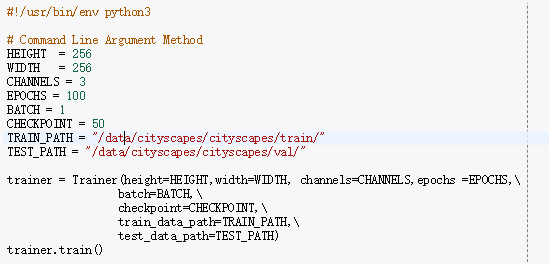 #!/usr/bin/env python3
# Command Line Argument Method
HEIGHT  = 256
WIDTH   = 256
CHANNELS = 3
EPOCHS = 100
BATCH = 1
CHECKPOINT = 50
TRAIN_PATH = "/data/cityscapes/cityscapes/train/"
TEST_PATH = "/data/cityscapes/cityscapes/val/"
trainer = Trainer(height=HEIGHT,width=WIDTH, channels=CHANNELS,epochs =EPOCHS,\
                  batch=BATCH,\
                  checkpoint=CHECKPOINT,\
                  train_data_path=TRAIN_PATH,\
                  test_data_path=TEST_PATH)
trainer.train()